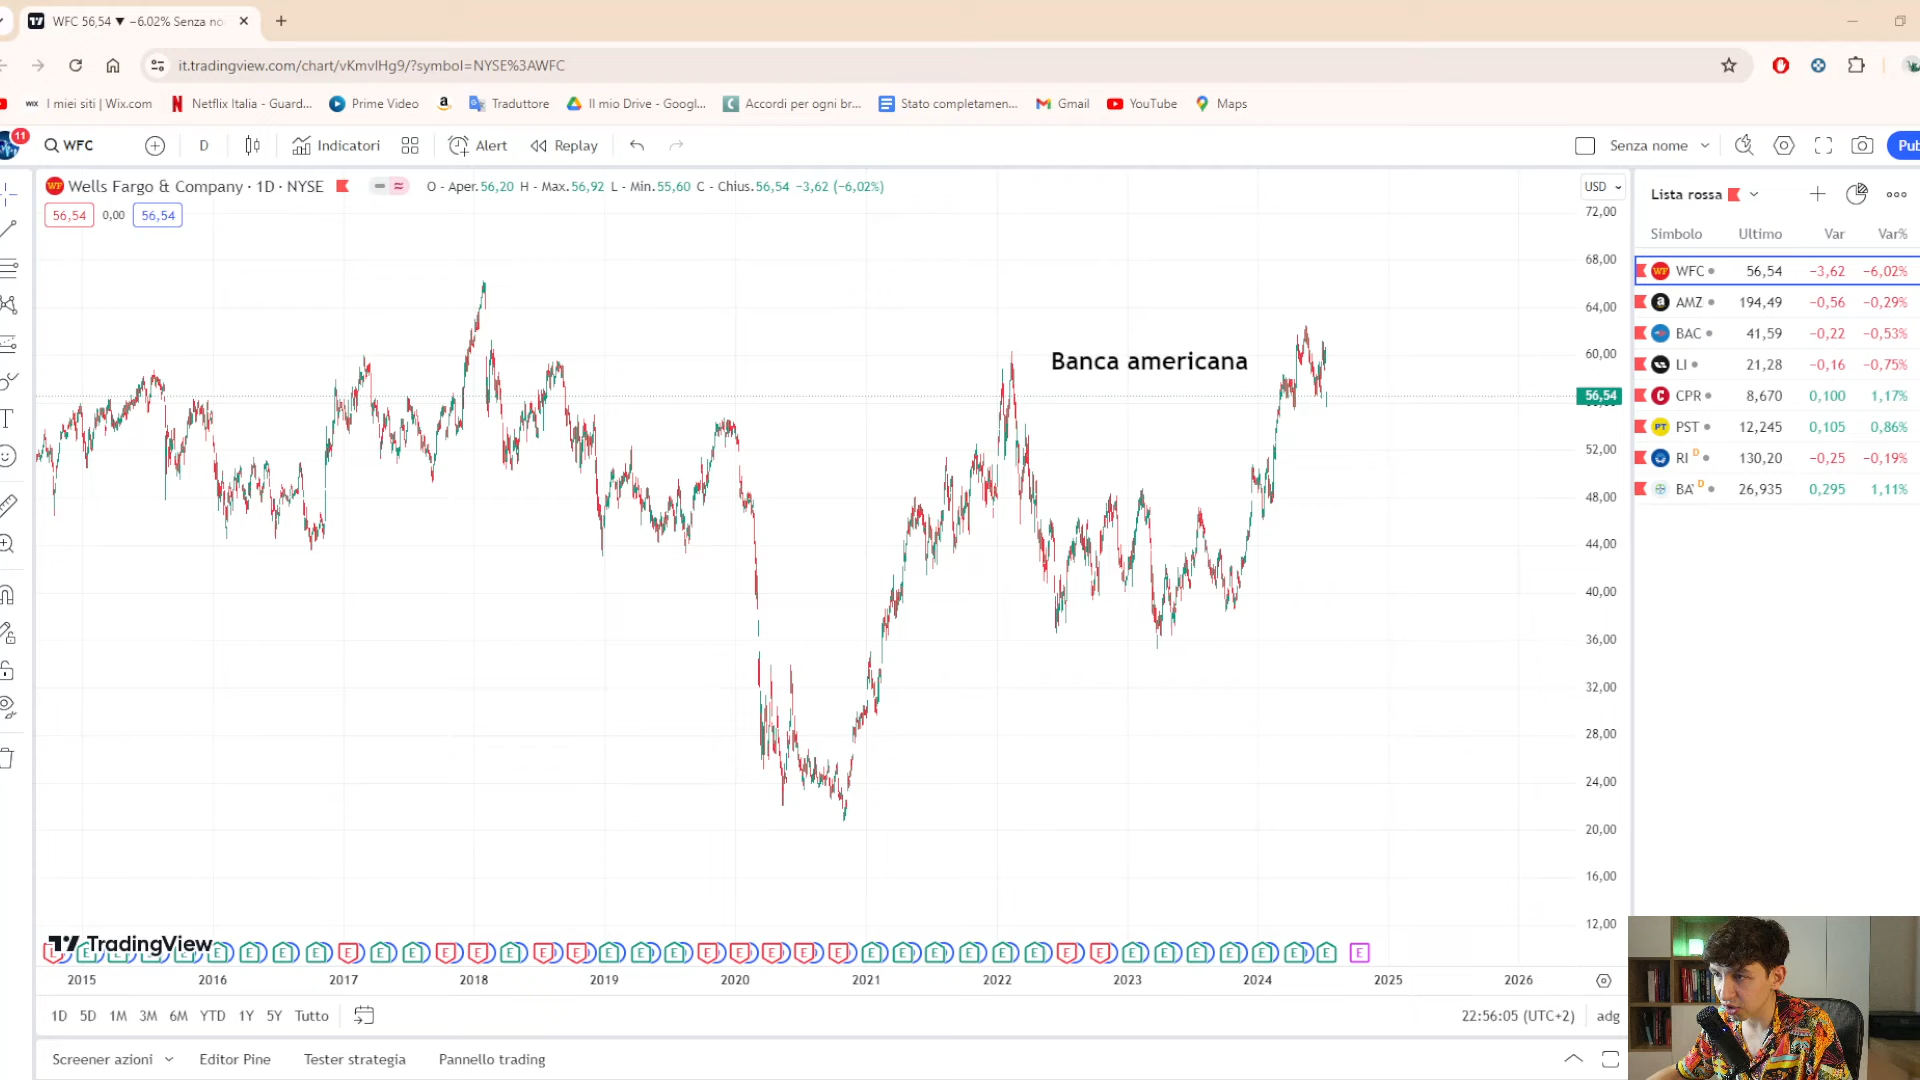 WFC 56,54 ▼ −6.02% Senza no
it.tradingview.com/chart/vKmvIHg9/?symbol=NYSE%3AWFC
WIX I miei siti | Wix.com Netflix Italia - Guard... Prime Video Traduttore Il mio Drive - Googl... Accordi per ogni br... Stato completamen... Gmail YouTube Maps
11 WFC D Indicatori Alert Replay Senza nome Pub
Wells Fargo & Company · 1D · NYSE O - Aper.56,20 H - Max.56,92 L - Min.55,60 C - Chius.56,54 −3,62 (−6,02%)
56,54 0,00 56,54
USD
72,00
68,00
64,00
60,00
56,54
52,00
48,00
44,00
40,00
36,00
32,00
28,00
24,00
20,00
16,00
12,00
Banca americana
Lista rossa
Simbolo Ultimo Var Var%
WFC 56,54 −3,62 −6,02%
AMZ 194,49 −0,56 −0,29%
BAC 41,59 −0,22 −0,53%
LI 21,28 −0,16 −0,75%
CPR 8,670 0,100 1,17%
PST 12,245 0,105 0,86%
RI D 130,20 −0,25 −0,19%
BA D 26,935 0,295 1,11%
TradingView
E E E E E E E E E E E E E E E E E E E E E E E E E E E E E E E E E E E E
2015 2016 2017 2018 2019 2020 2021 2022 2023 2024 2025 2026
1D 5D 1M 3M 6M YTD 1Y 5Y Tutto 22:56:05 (UTC+2) adg
Screener azioni Editor Pine Tester strategia Pannello trading